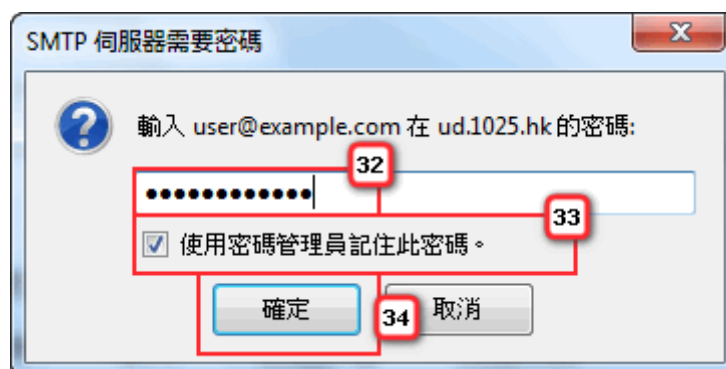 SMTP 伺服器需要密碼
輸入 user@example.com 在 ud.1025.hk 的密碼:
32
••••••••••••
33
使用密碼管理員記住此密碼。
確定
34
取消